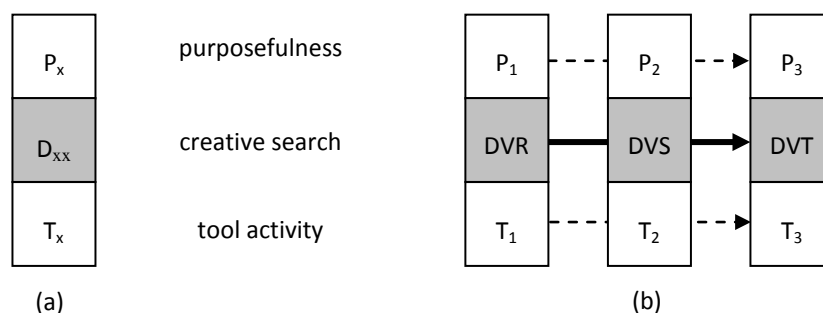 Pₓ purposefulness P₁ P₂ P₃
Dₓₓ creative search DVR DVS DVT
Tₓ tool activity T₁ T₂ T₃
(a) (b)